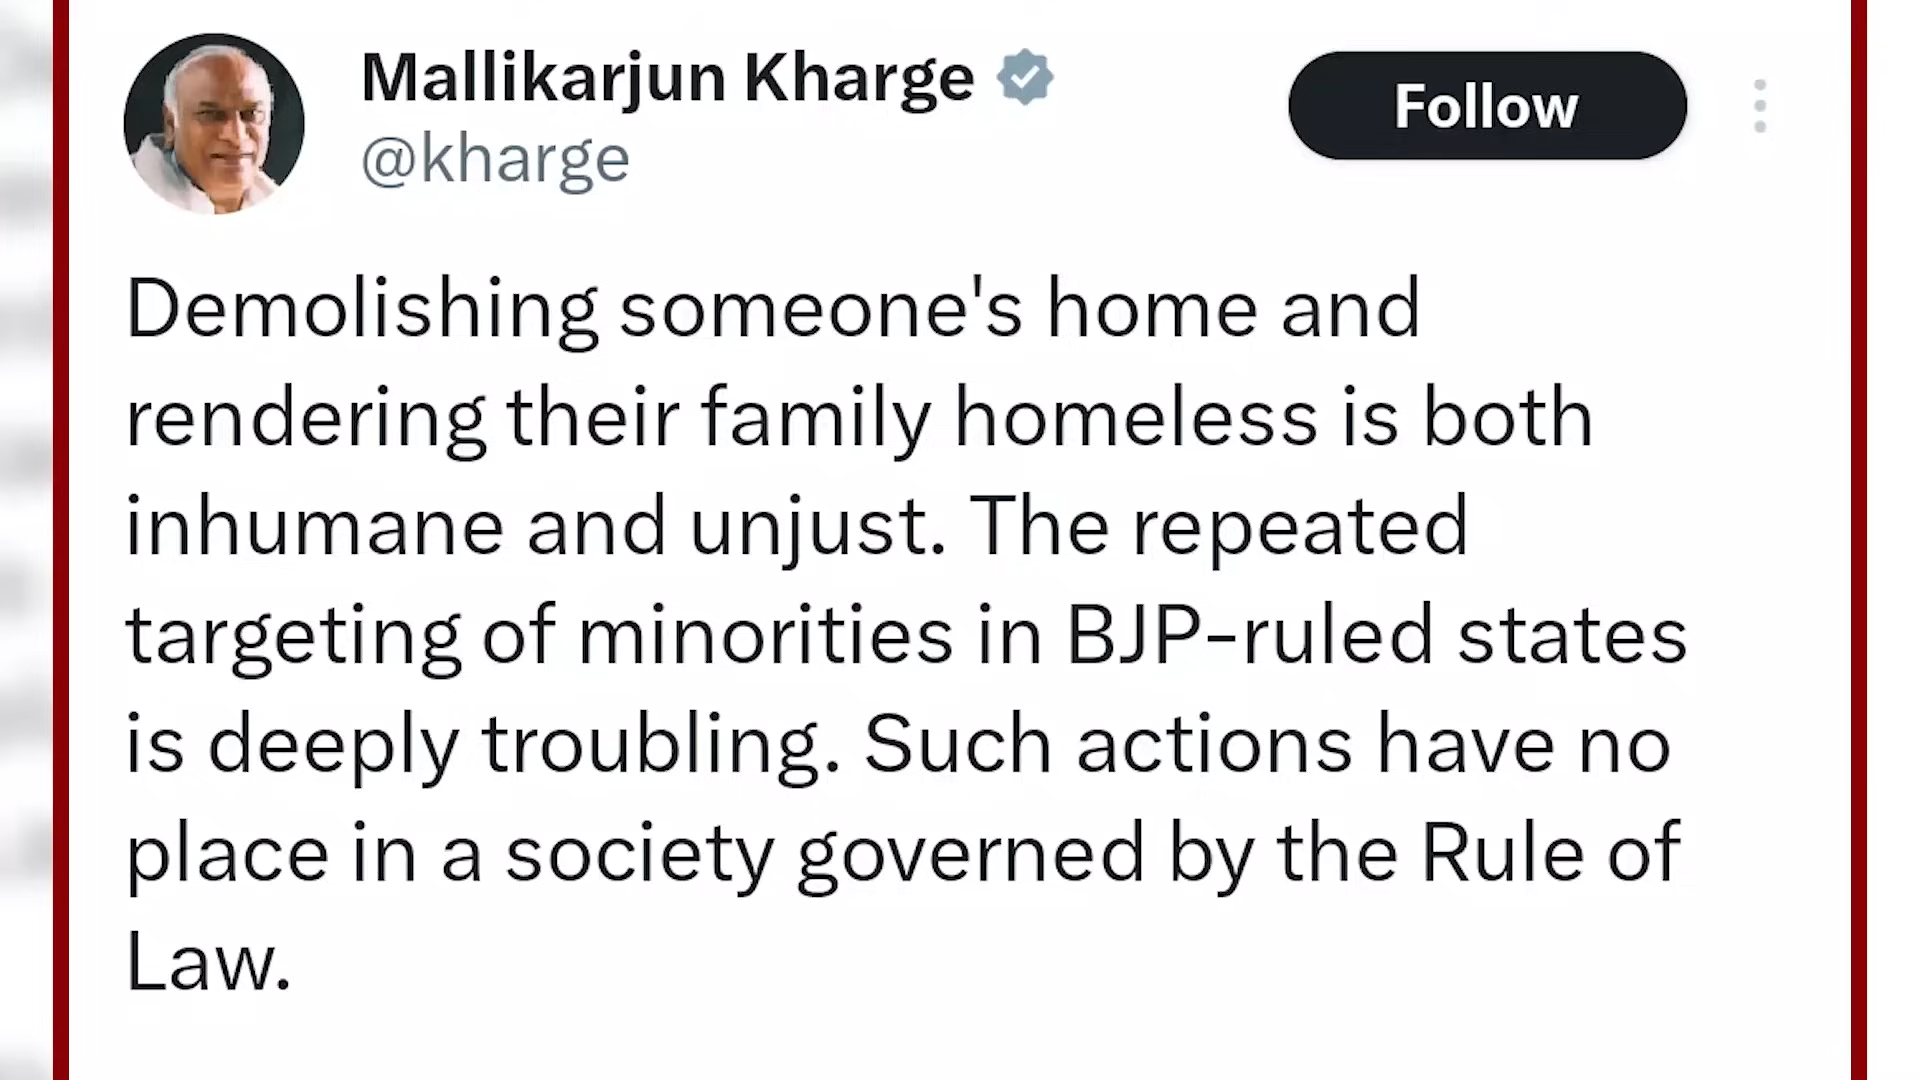 Mallikarjun Kharge
@kharge
Follow
Demolishing someone's home and
rendering their family homeless is both
inhumane and unjust. The repeated
targeting of minorities in BJP-ruled states
is deeply troubling. Such actions have no
place in a society governed by the Rule of
Law.